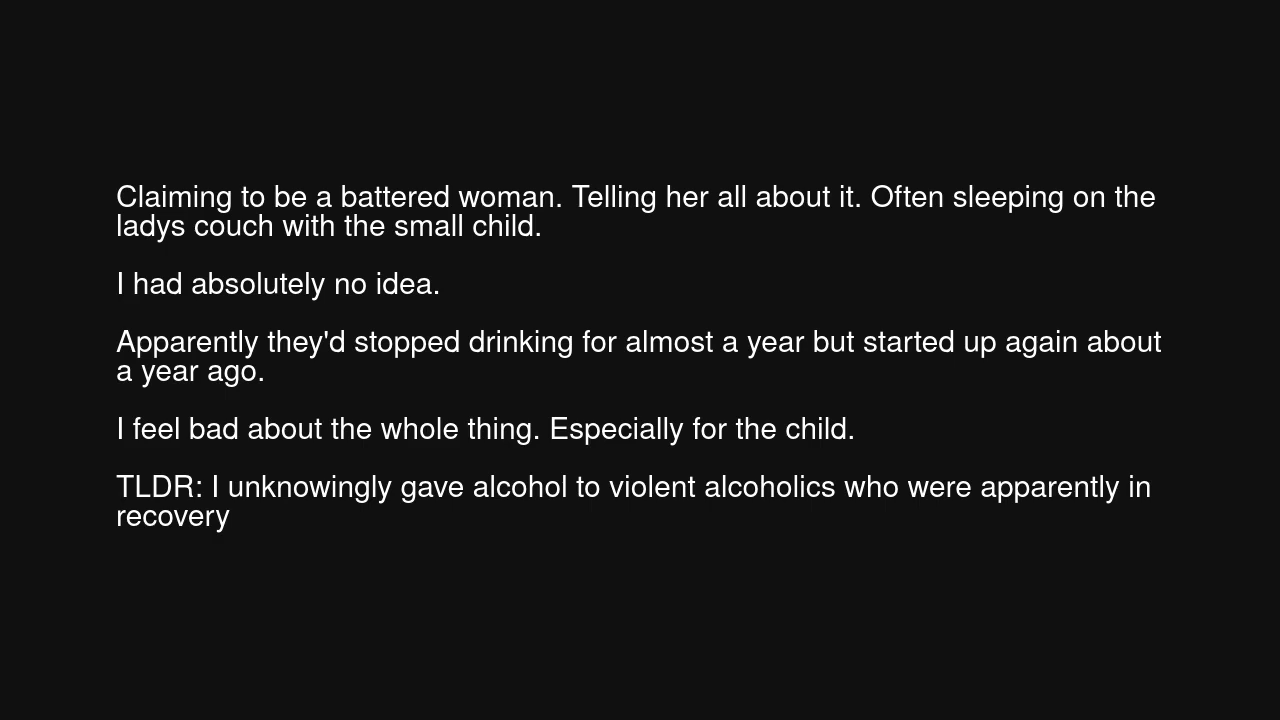 Claiming to be a battered woman. Telling her all about it. Often sleeping on the
ladys couch with the small child.
I had absolutely no idea.
Apparently they'd stopped drinking for almost a year but started up again about
a year ago.
I feel bad about the whole thing. Especially for the child.
TLDR: I unknowingly gave alcohol to violent alcoholics who were apparently in
recovery